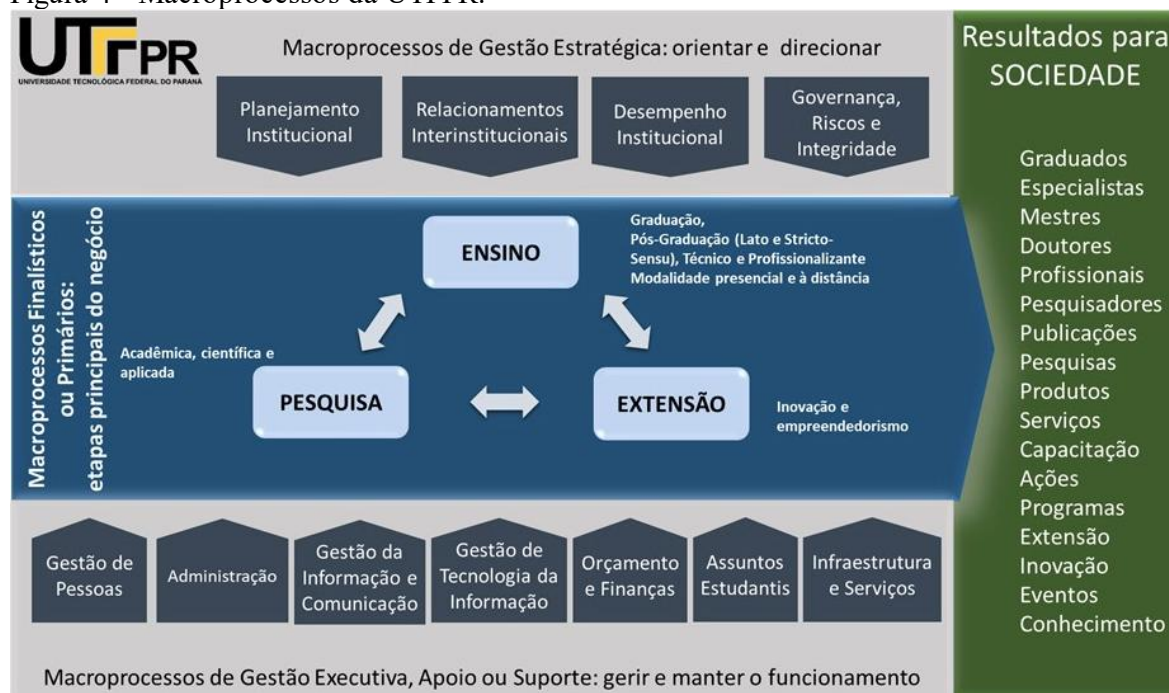 Figura 4 – Macroprocessos da UTFPR.
UTFPR
UNIVERSIDADE TECNOLÓGICA FEDERAL DO PARANÁ
Macroprocessos de Gestão Estratégica: orientar e direcionar
Planejamento
Institucional
Relacionamentos
Interinstitucionais
Desempenho
Institucional
Governança,
Riscos e
Integridade
Macroprocessos Finalísticos
ou Primários:
etapas principais do negócio
ENSINO
Graduação,
Pós-Graduação (Lato e Stricto-
Sensu), Técnico e Profissionalizante
Modalidade presencial e à distância
Acadêmica, científica e
aplicada
PESQUISA
EXTENSÃO
Inovação e
empreendedorismo
Gestão de
Pessoas
Administração
Gestão da
Informação e
Comunicação
Gestão de
Tecnologia da
Informação
Orçamento
e Finanças
Assuntos
Estudantis
Infraestrutura
e Serviços
Macroprocessos de Gestão Executiva, Apoio ou Suporte: gerir e manter o funcionamento
Resultados para
SOCIEDADE
Graduados
Especialistas
Mestres
Doutores
Profissionais
Pesquisadores
Publicações
Pesquisas
Produtos
Serviços
Capacitação
Ações
Programas
Extensão
Inovação
Eventos
Conhecimento